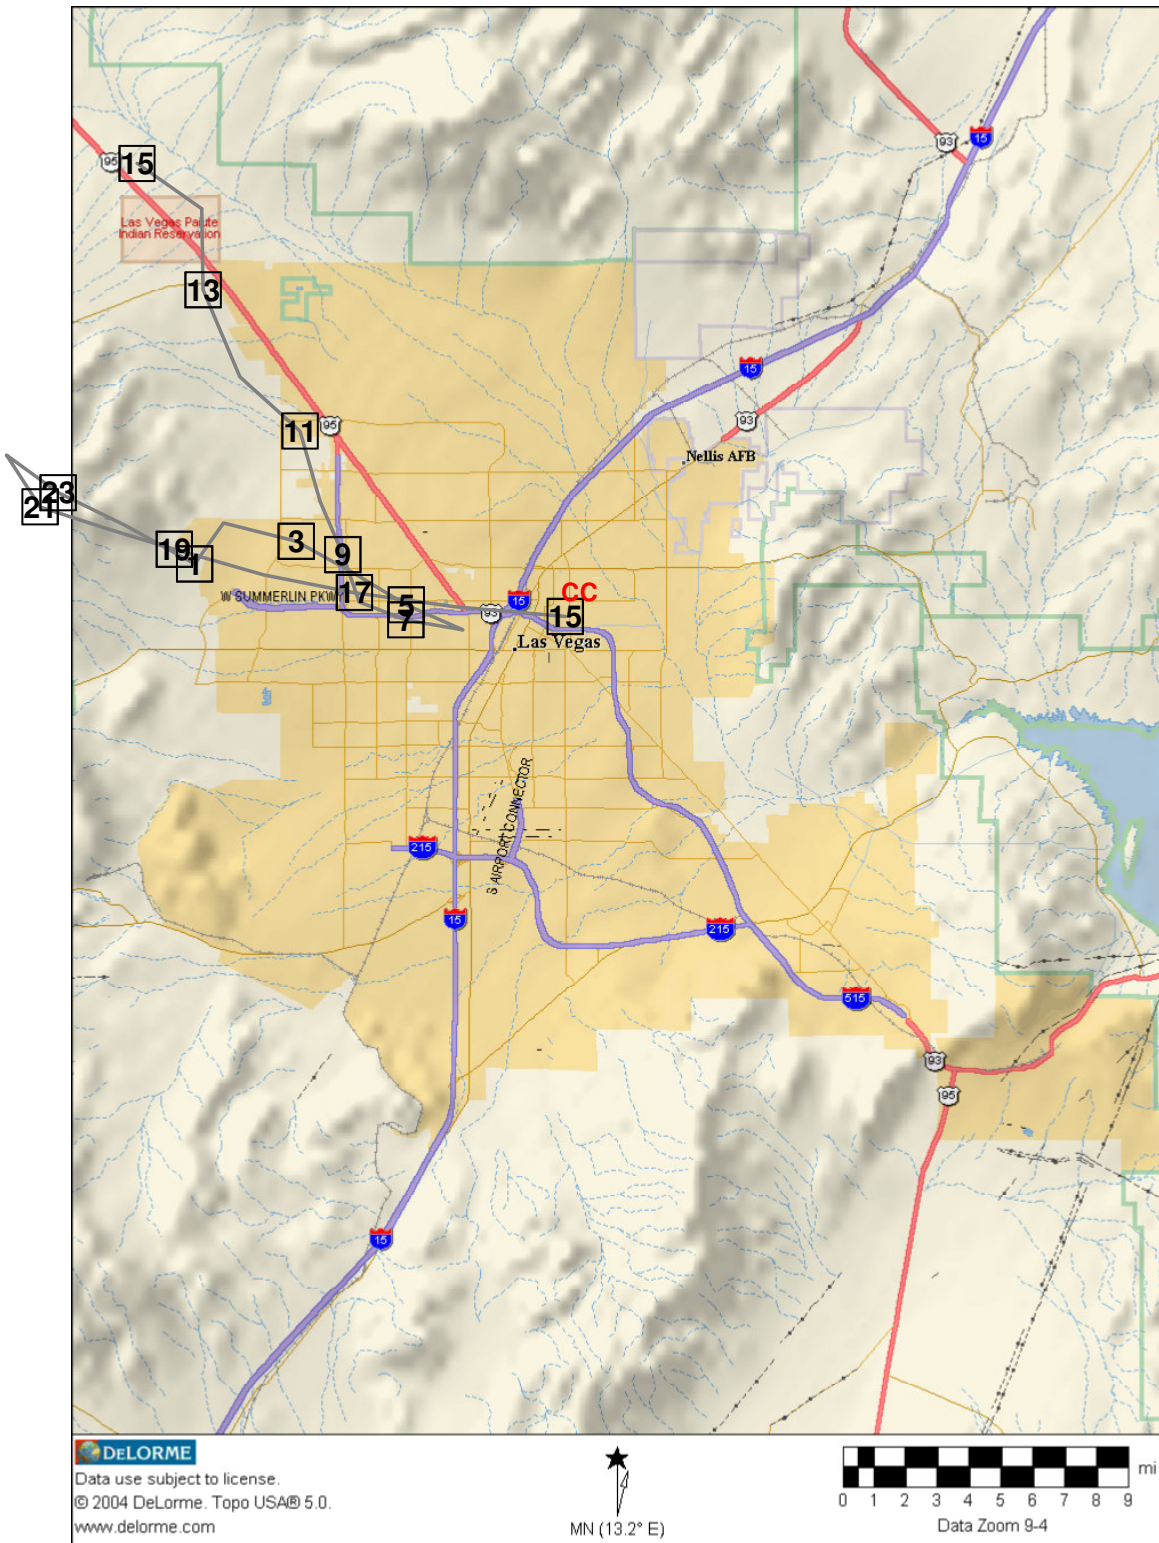 93
15
95
15
Las Vegas Paiute
Indian Reservation
13
15
93
11
95
Nellis AFB
23
21
3
19
9
1
W SUMMERLIN PKW
17
5
CC
15
93
15
7
Las Vegas
S AIRPORT CONNECTOR
215
15
215
515
93
95
15
DELORME
Data use subject to license.
© 2004 DeLorme. Topo USA® 5.0.
www.delorme.com
MN (13.2° E)
mi
0 1 2 3 4 5 6 7 8 9
Data Zoom 9-4